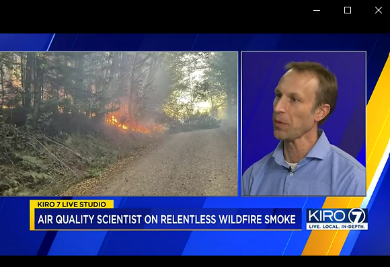 KIRO 7 LIVE STUDIO
AIR QUALITY SCIENTIST ON RELENTLESS WILDFIRE SMOKE
KIRO 7
LIVE. LOCAL. IN-DEPTH.